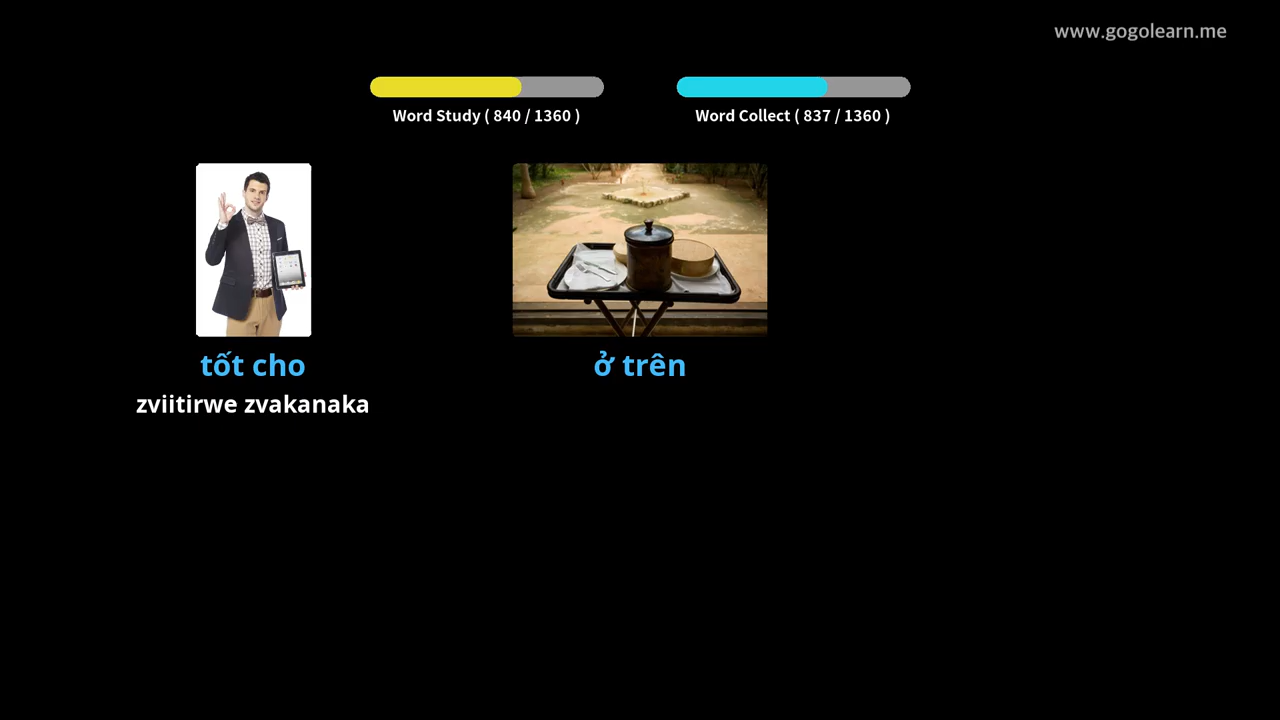 www.gogolearn.me
Word Study ( 840 / 1360 )
Word Collect ( 837 / 1360 )
tốt cho
zviitirwe zvakanaka
ở trên